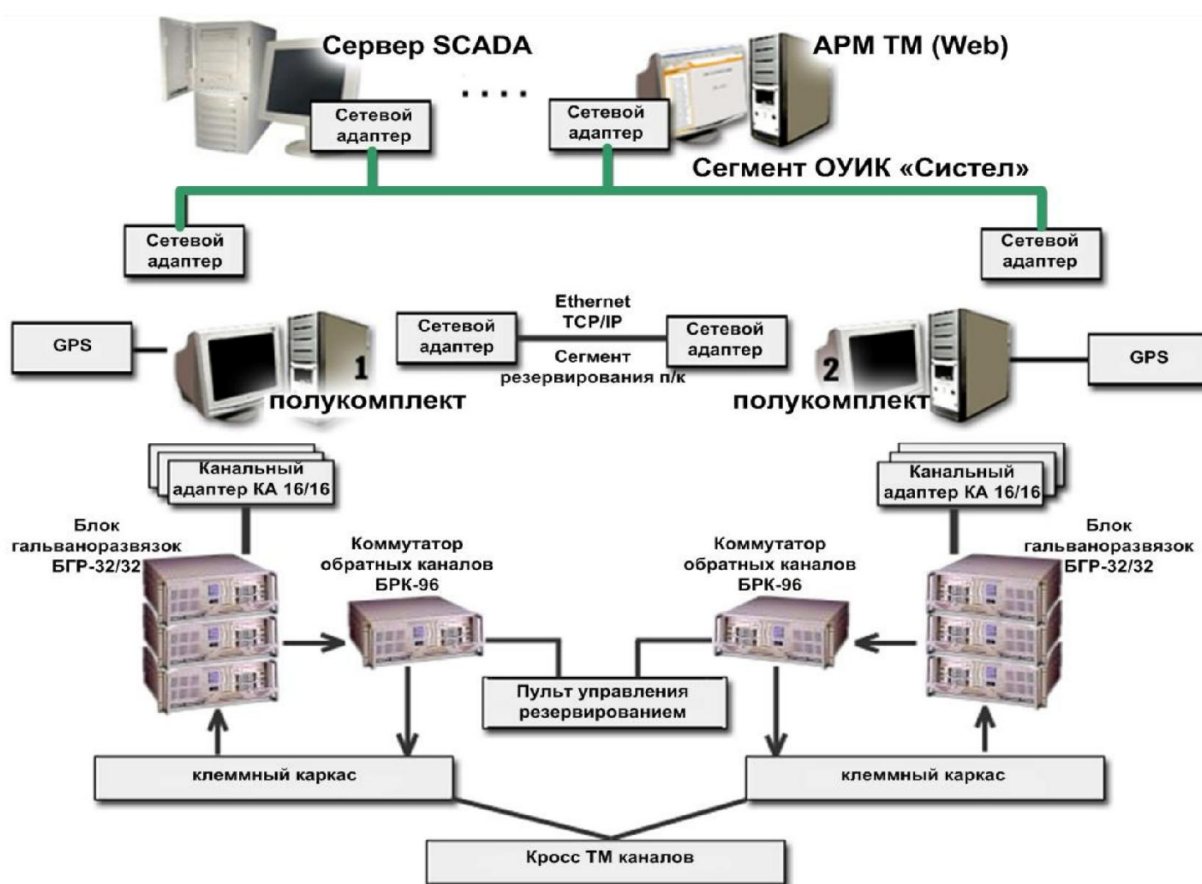 Сервер SCADA
АРМ ТМ (Web)
....
Сетевой
адаптер
Сетевой
адаптер
Сегмент ОУИК «Систел»
Сетевой
адаптер
Сетевой
адаптер
GPS
1
полукомплект
Сетевой
адаптер
Ethernet
TCP/IP
Сегмент
резервирования п/к
Сетевой
адаптер
2
полукомплект
GPS
Канальный
адаптер КА 16/16
Канальный
адаптер КА 16/16
Блок
гальваноразвязок
БГР-32/32
Коммутатор
обратных каналов
БРК-96
Коммутатор
обратных каналов
БРК-96
Блок
гальваноразвязок
БГР-32/32
Пульт управления
резервированием
клеммный каркас
клеммный каркас
Кросс ТМ каналов